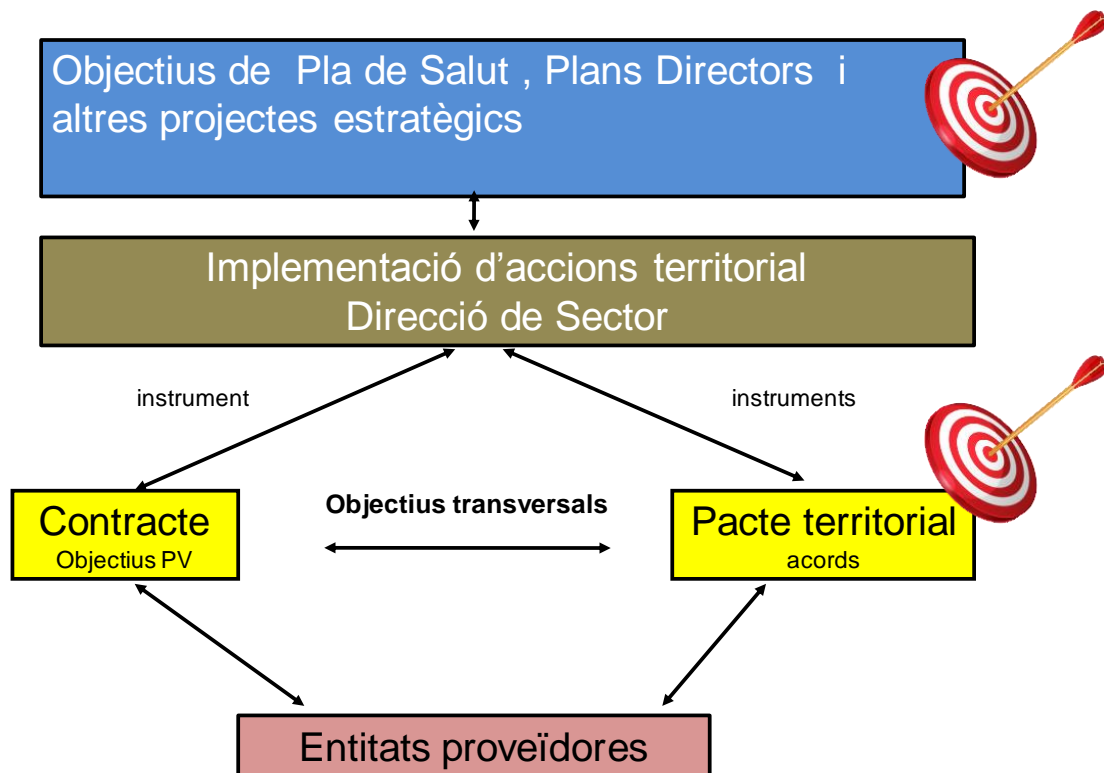 Objectius de Pla de Salut , Plans Directors i
altres projectes estratègics
Implementació d'accions territorial
Direcció de Sector
instrument
instruments
Contracte
Objectius PV
Objectius transversals
Pacte territorial
acords
Entitats proveïdores